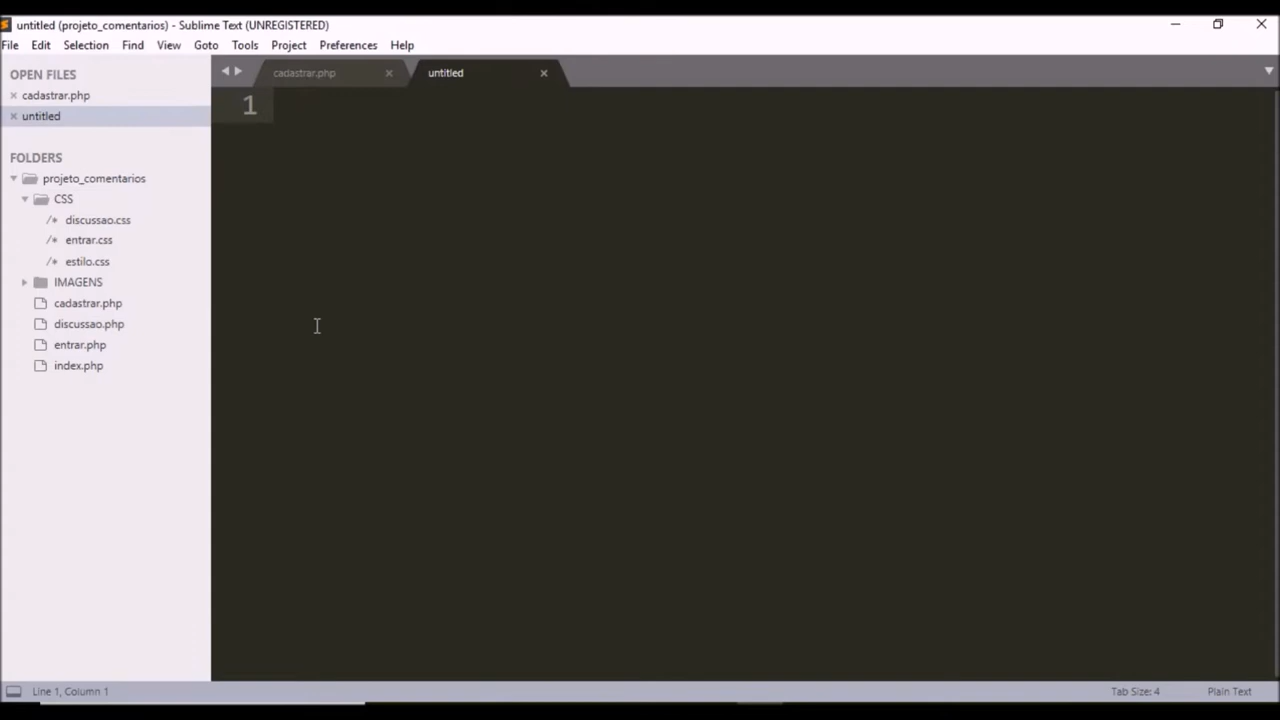 untitled (projeto_comentarios) - Sublime Text (UNREGISTERED)
File Edit Selection Find View Goto Tools Project Preferences Help
OPEN FILES
cadastrar.php
untitled
FOLDERS
projeto_comentarios
CSS
/* discussao.css
/* entrar.css
/* estilo.css
IMAGENS
cadastrar.php
discussao.php
entrar.php
index.php
cadastrar.php untitled
1
Line 1, Column 1 Tab Size: 4 Plain Text